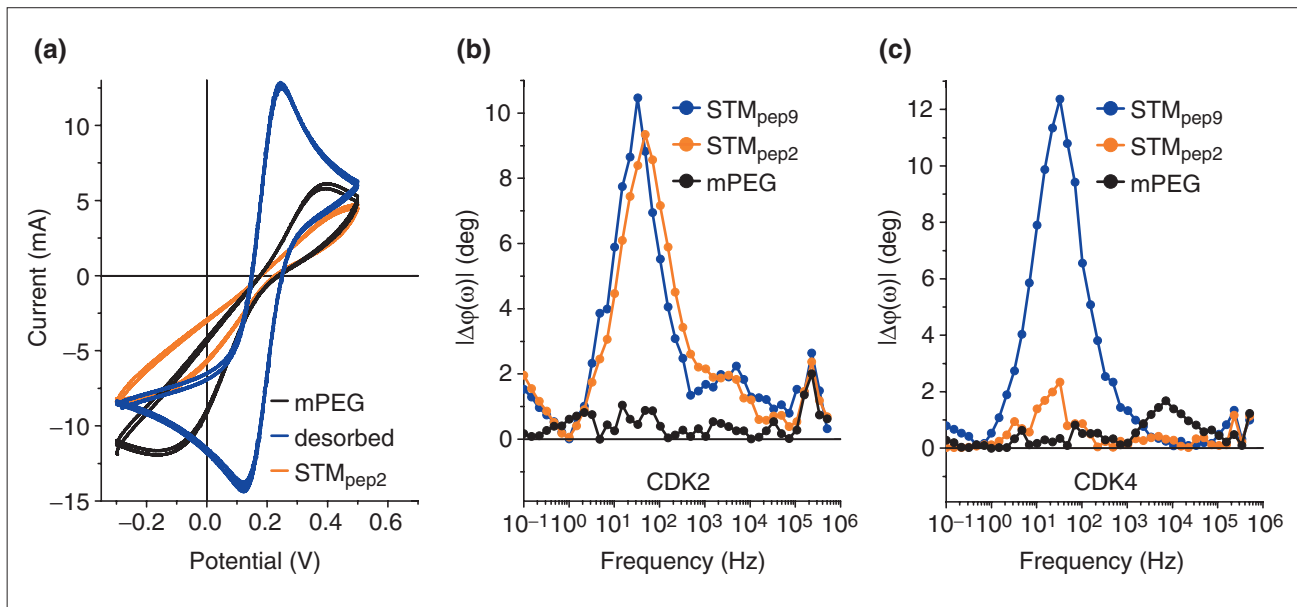 (a)
10
5
0
−5
−10
−15
Current (mA)
−0.2
0.0
0.2
0.4
0.6
Potential (V)
mPEG
desorbed
STMpep2
(b)
10
8
6
4
2
0
|Δφ(ω)| (deg)
STMpep9
STMpep2
mPEG
CDK2
10−1 100 101 102 103 104 105 106
Frequency (Hz)
(c)
12
10
8
6
4
2
0
|Δφ(ω)| (deg)
STMpep9
STMpep2
mPEG
CDK4
10−1 100 101 102 103 104 105 106
Frequency (Hz)